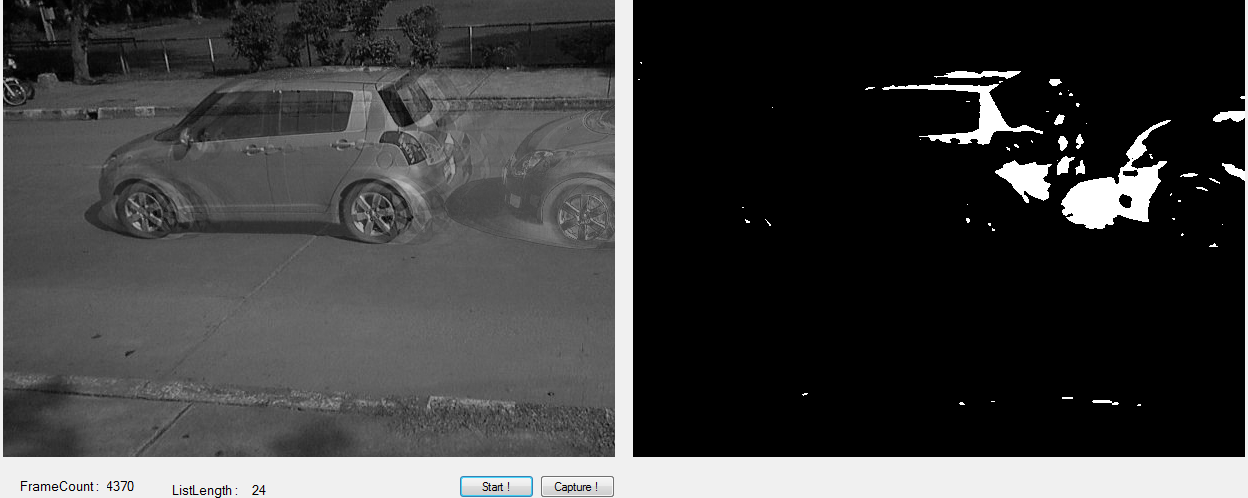 FrameCount : 4370
ListLength : 24
Start !
Capture !